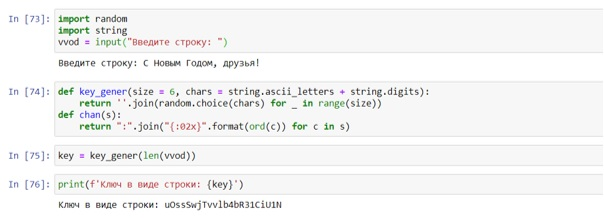 In [73]: import random
import string
vvod = input("Введите строку: ")
Введите строку: С Новым Годом, друзья!
In [74]: def key_gener(size = 6, chars = string.ascii_letters + string.digits):
return ''.join(random.choice(chars) for _ in range(size))
def chan(s):
return ":".join("{:02x}".format(ord(c)) for c in s)
In [75]: key = key_gener(len(vvod))
In [76]: print(f'Ключ в виде строки: {key}')
Ключ в виде строки: uOssSwjTvvlb4bR31CiU1N